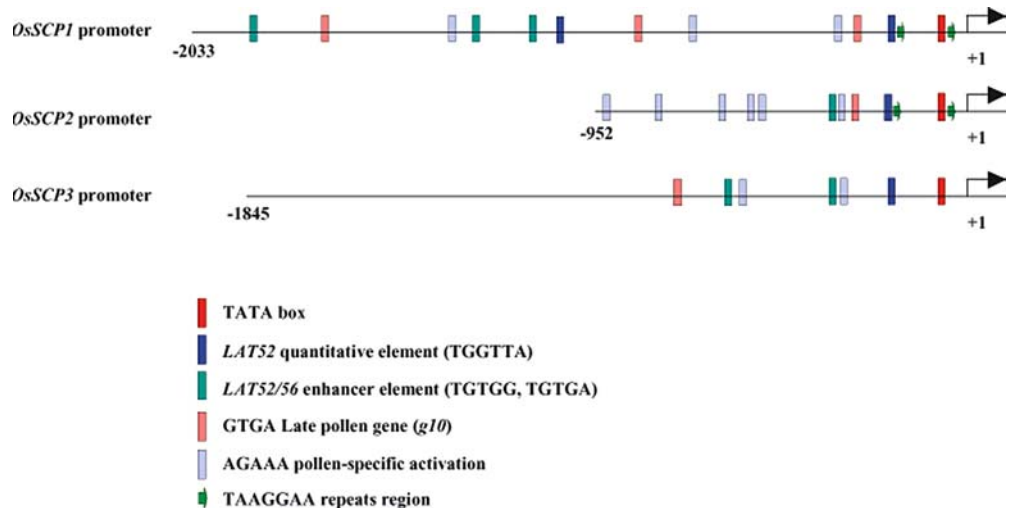 OsSCP1 promoter
-2033
+1
OsSCP2 promoter
-952
+1
OsSCP3 promoter
-1845
+1
TATA box
LAT52 quantitative element (TGGTTA)
LAT52/56 enhancer element (TGTGG, TGTGA)
GTGA Late pollen gene (g10)
AGAAA pollen-specific activation
TAAGGAA repeats region